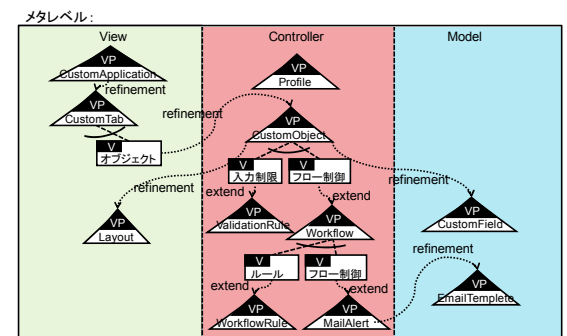 メタレベル：
View
Controller
Model
VP
CustomApplication
refinement
VP
CustomTab
V
オブジェクト
refinement
VP
Profile
VP
CustomObject
V
入力制限
V
フロー制御
refinement
refinement
extend
extend
VP
Layout
VP
ValidationRule
VP
Workflow
VP
CustomField
V
ルール
V
フロー制御
refinement
extend
extend
VP
WorkflowRule
VP
MailAlert
VP
EmailTemplete